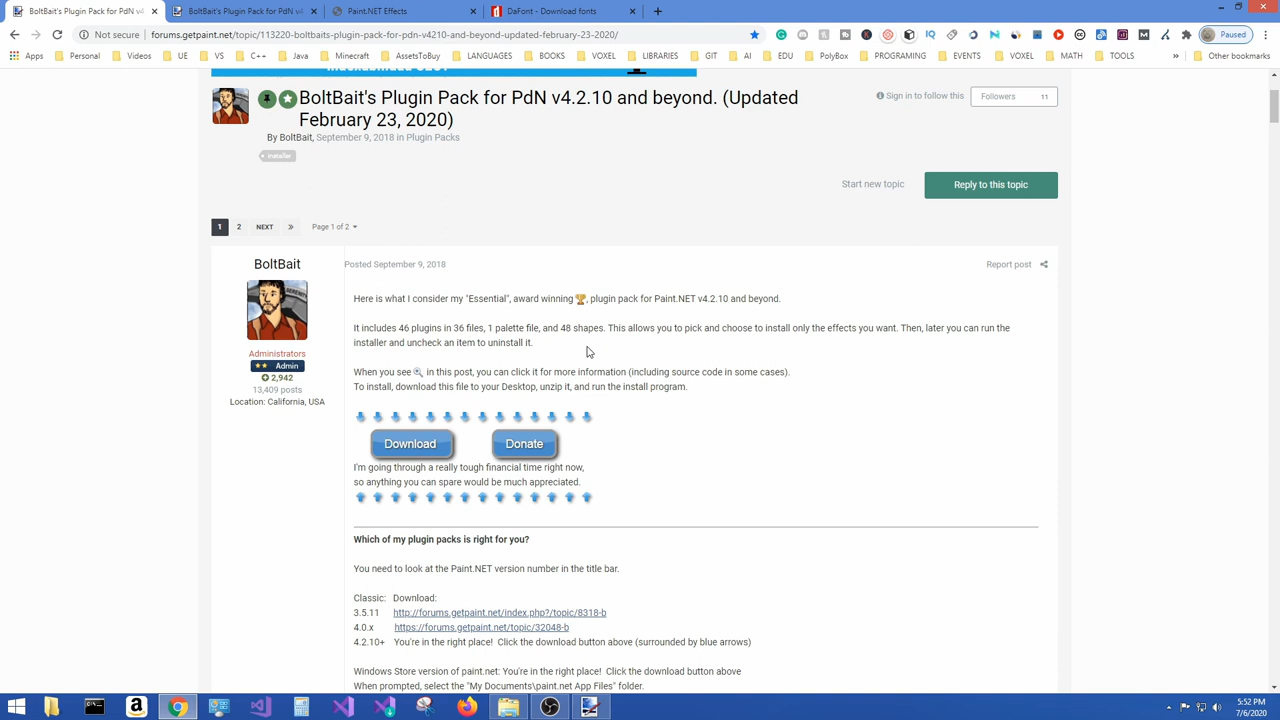 BoltBait's Plugin Pack for PdN v4
BoltBait's Plugin Pack for PdN v4
Paint.NET Effects
DaFont - Download fonts
Not secure
forums.getpaint.net/topic/113220-boltbaits-plugin-pack-for-pdn-v4210-and-beyond-updated-february-23-2020/
Paused
Apps
Personal
Videos
UE
VS
C++
Java
Minecraft
AssetsToBuy
LANGUAGES
BOOKS
VOXEL
LIBRARIES
GIT
AI
EDU
PolyBox
PROGRAMING
EVENTS
VOXEL
MATH
TOOLS
Other bookmarks
BoltBait's Plugin Pack for PdN v4.2.10 and beyond. (Updated
February 23, 2020)
Sign in to follow this
Followers 11
By BoltBait, September 9, 2018 in Plugin Packs
installer
Start new topic
Reply to this topic
1 2 NEXT » Page 1 of 2
BoltBait
Posted September 9, 2018
Report post
Here is what I consider my "Essential", award winning 🏆, plugin pack for Paint.NET v4.2.10 and beyond.
It includes 46 plugins in 36 files, 1 palette file, and 48 shapes. This allows you to pick and choose to install only the effects you want. Then, later you can run the
installer and uncheck an item to uninstall it.
Administrators
Admin
2,942
13,409 posts
Location: California, USA
When you see 🔍 in this post, you can click it for more information (including source code in some cases).
To install, download this file to your Desktop, unzip it, and run the install program.
Download Donate
I'm going through a really tough financial time right now,
so anything you can spare would be much appreciated.
Which of my plugin packs is right for you?
You need to look at the Paint.NET version number in the title bar.
Classic: Download:
3.5.11 http://forums.getpaint.net/index.php?/topic/8318-b
4.0.x https://forums.getpaint.net/topic/32048-b
4.2.10+ You're in the right place! Click the download button above (surrounded by blue arrows)
Windows Store version of paint.net: You're in the right place! Click the download button above
When prompted, select the "My Documents\paint.net App Files" folder.
5:52 PM
7/6/2020